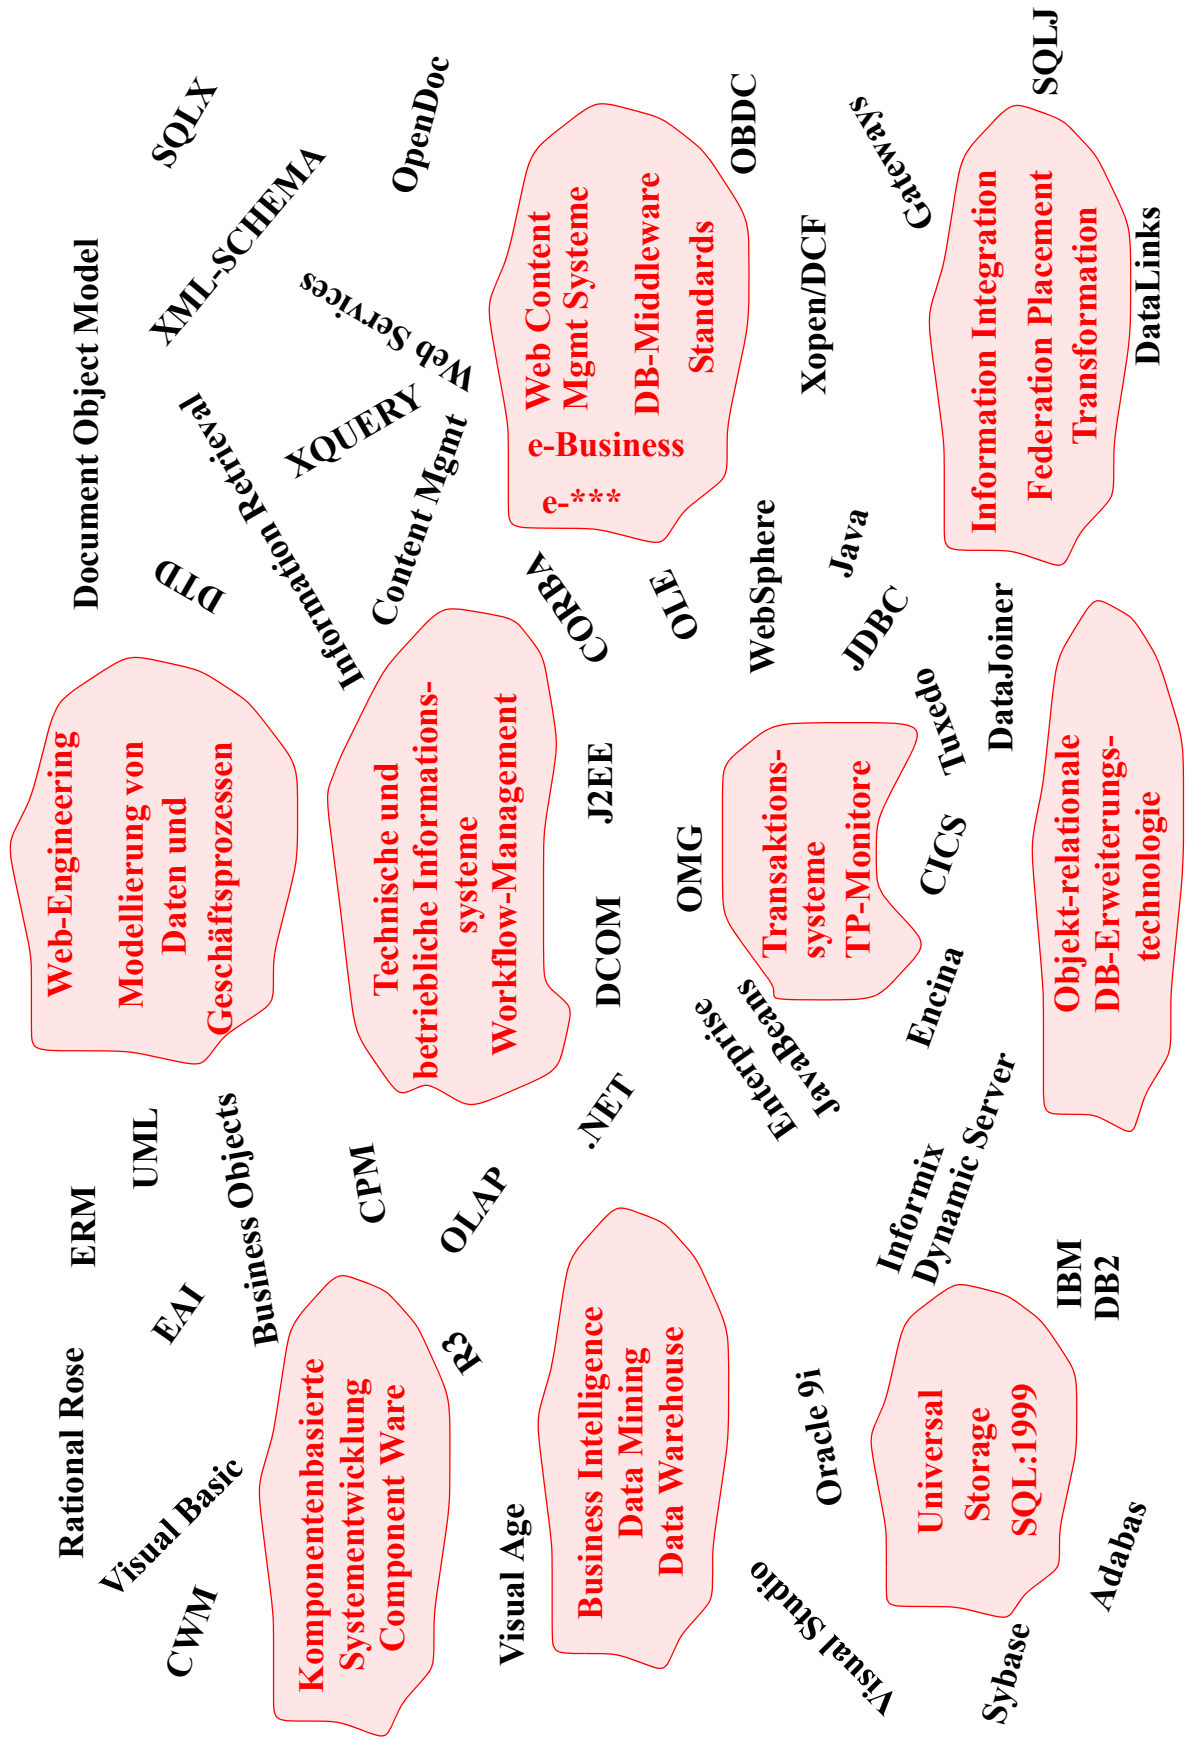 Rational Rose
ERM
Document Object Model
Web-Engineering
Modellierung von
Daten und
Geschäftsprozessen
UML
Visual Basic
EAI
DTD
XML-SCHEMA
SQLX
CWM
Business Objects
Information Retrieval
Web Services
XQUERY
Komponentenbasierte
Systementwicklung
Component Ware
CPM
Technische und
betriebliche Informations-
systeme
Workflow-Management
Content Mgmt
OpenDoc
R3
OLAP
Visual Age
Web Content
Mgmt Systeme
e-Business
DB-Middleware
e-***
Standards
CORBA
Business Intelligence
Data Mining
Data Warehouse
.NET
DCOM
J2EE
OLE
OMG
OBDC
Enterprise
JavaBeans
WebSphere
Transaktions-
systeme
TP-Monitore
Xopen/DCF
Visual Studio
Oracle 9i
Java
JDBC
Gateways
Informix
Dynamic Server
Encina
CICS
Tuxedo
Universal
Storage
SQL:1999
DataJoiner
Information Integration
Federation Placement
Transformation
Sybase
SQLJ
IBM
DB2
Objekt-relationale
DB-Erweiterungs-
technologie
Adabas
DataLinks